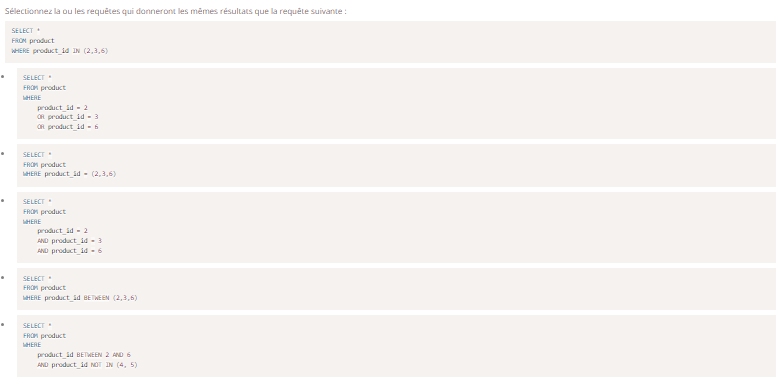 Sélectionnez la ou les requêtes qui donneront les mêmes résultats que la requête suivante :
SELECT *
FROM product
WHERE product_id IN (2,3,6)
SELECT *
FROM product
WHERE
product_id = 2
OR product_id = 3
OR product_id = 6
SELECT *
FROM product
WHERE product_id = (2,3,6)
SELECT *
FROM product
WHERE
product_id = 2
AND product_id = 3
AND product_id = 6
SELECT *
FROM product
WHERE product_id BETWEEN (2,3,6)
SELECT *
FROM product
WHERE
product_id BETWEEN 2 AND 6
AND product_id NOT IN (4, 5)